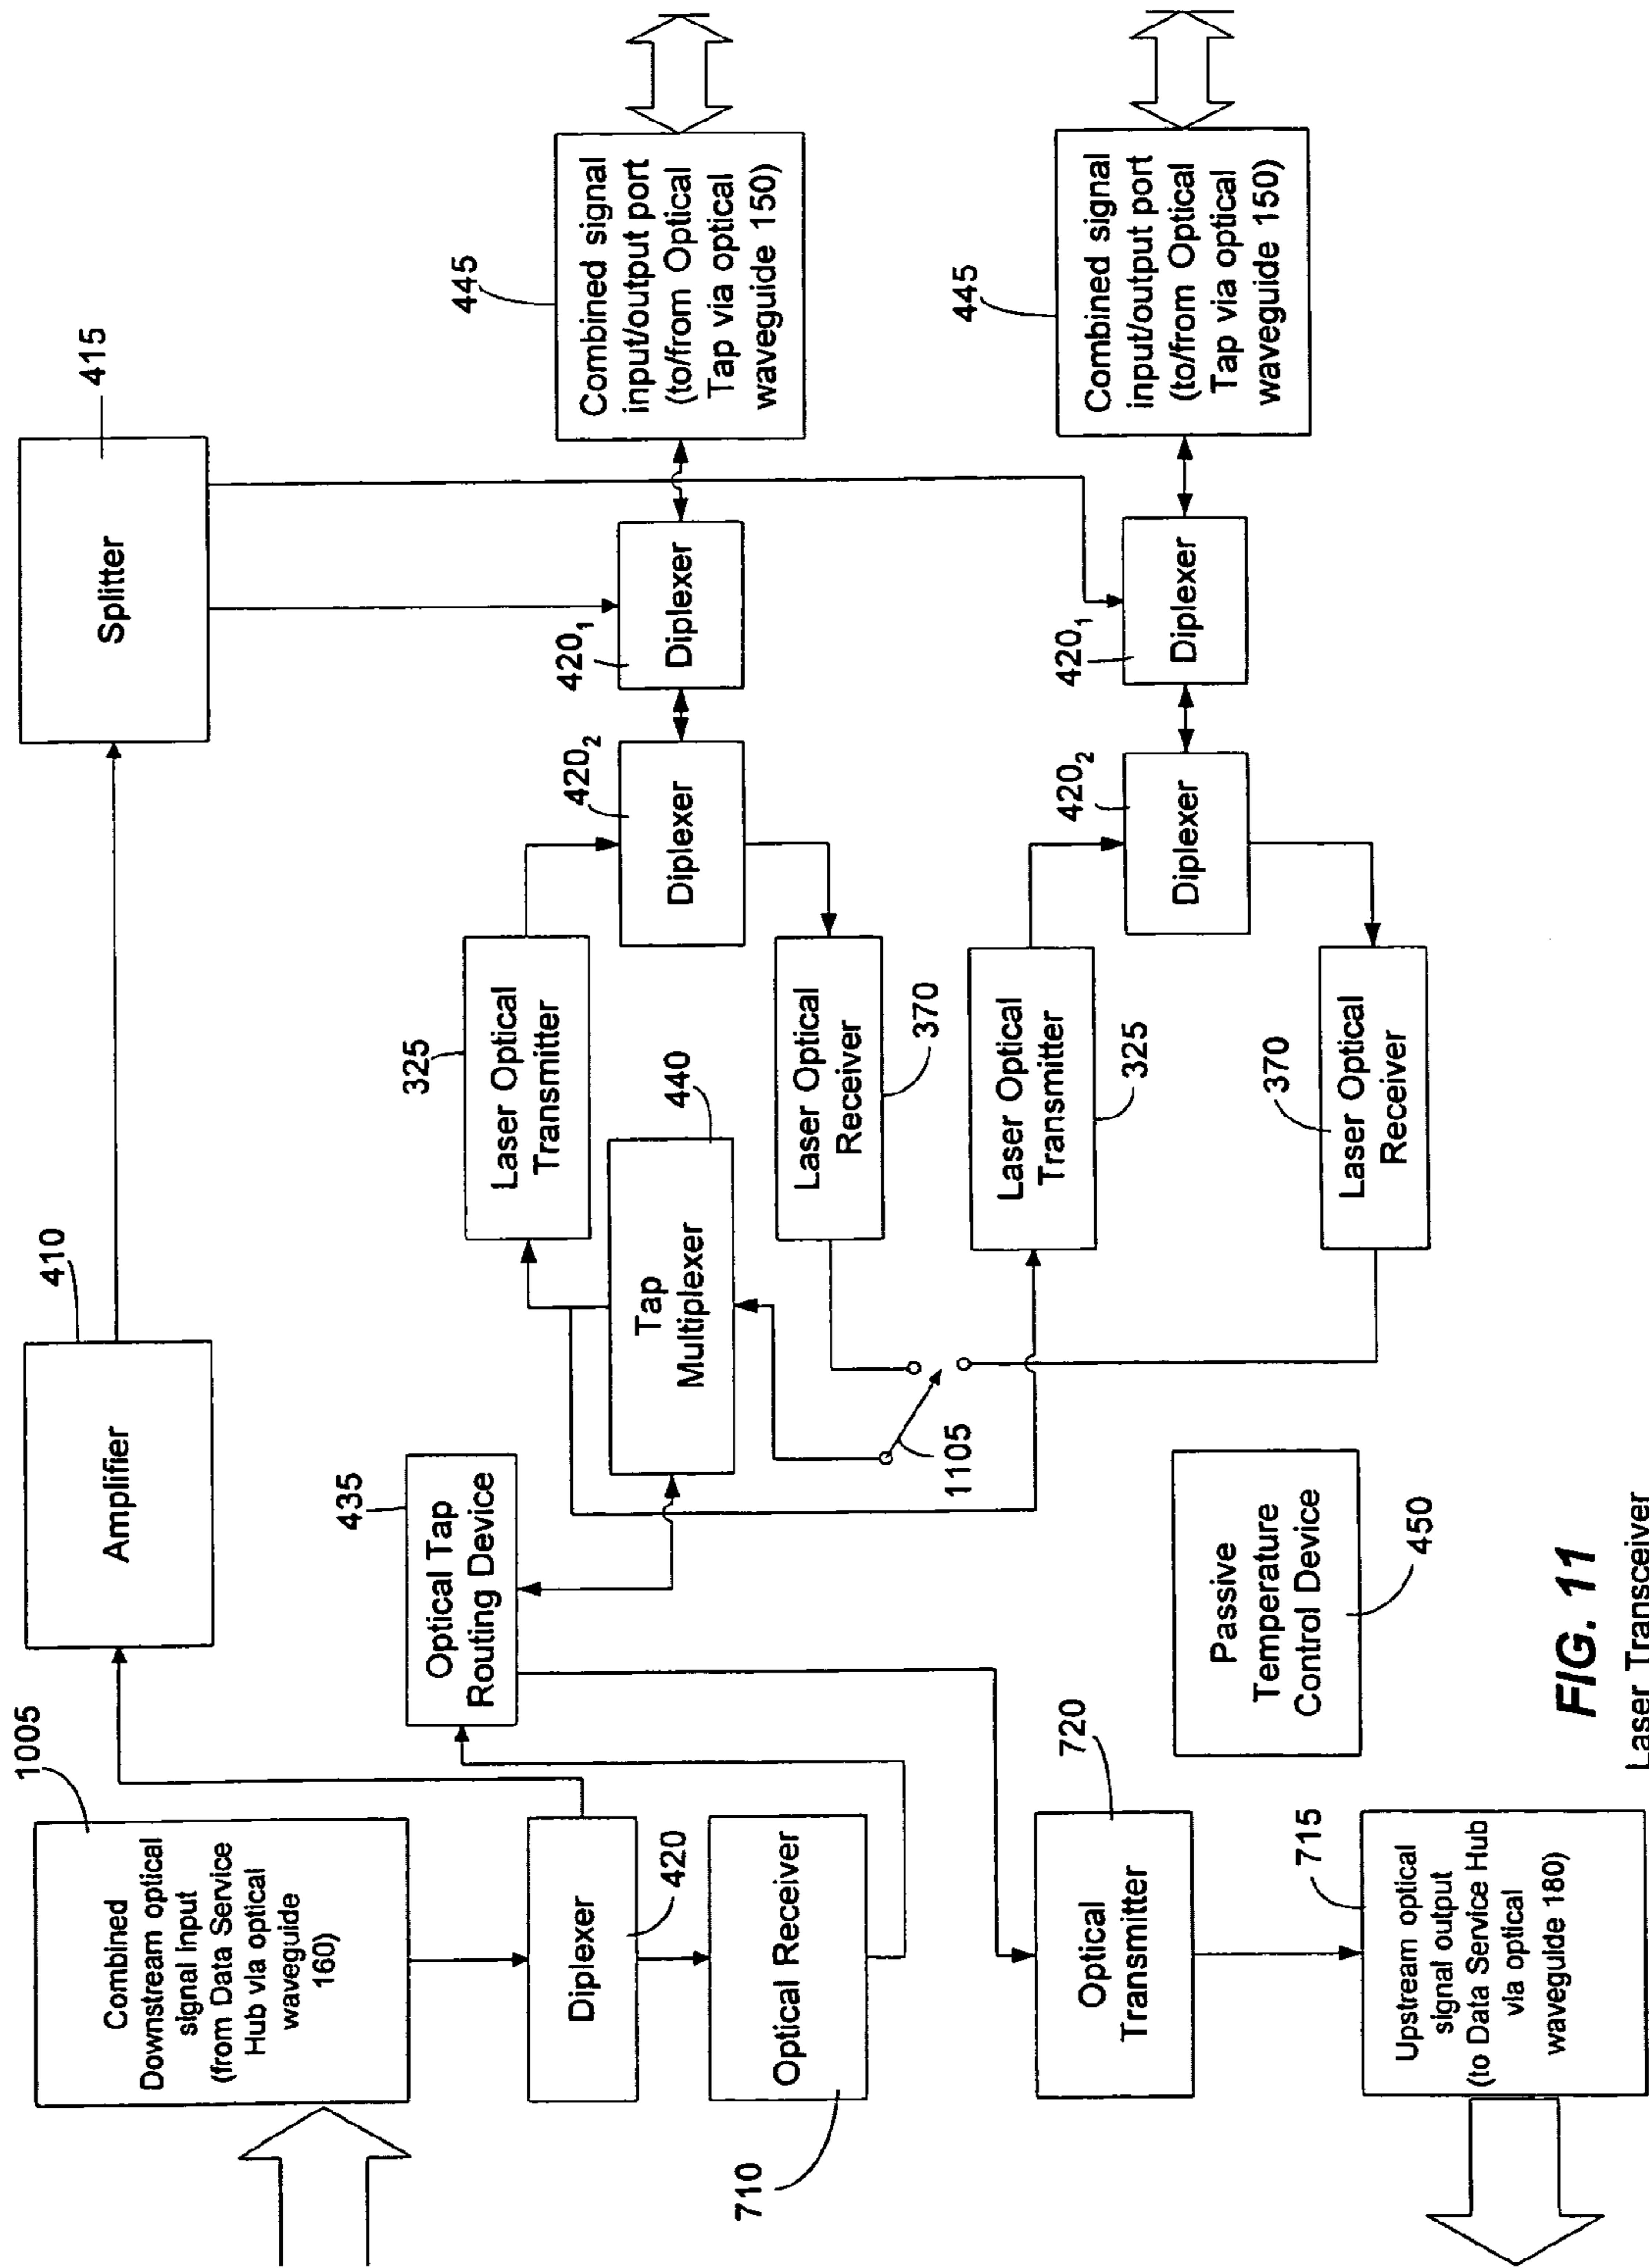 1005
Combined
Downstream optical
signal Input
(from Data Service
Hub via optical
waveguide
160)
410
Amplifier
415
Splitter
Diplexer
420
Optical Receiver
710
435
Optical Tap
Routing Device
440
Tap
Multiplexer
325
Laser Optical
Transmitter
420₂
Diplexer
420₁
Diplexer
445
Combined signal
input/output port
(to/from Optical
Tap via optical
waveguide 150)
Laser Optical
Receiver
370
1105
Laser Optical
Transmitter
325
420₂
Diplexer
420₁
Diplexer
445
Combined signal
input/output port
(to/from Optical
Tap via optical
waveguide 150)
370
Laser Optical
Receiver
720
Optical
Transmitter
715
Upstream optical
signal output
(to Data Service Hub
via optical
waveguide 180)
Passive
Temperature
Control Device
450
FIG. 11
Laser Transceiver